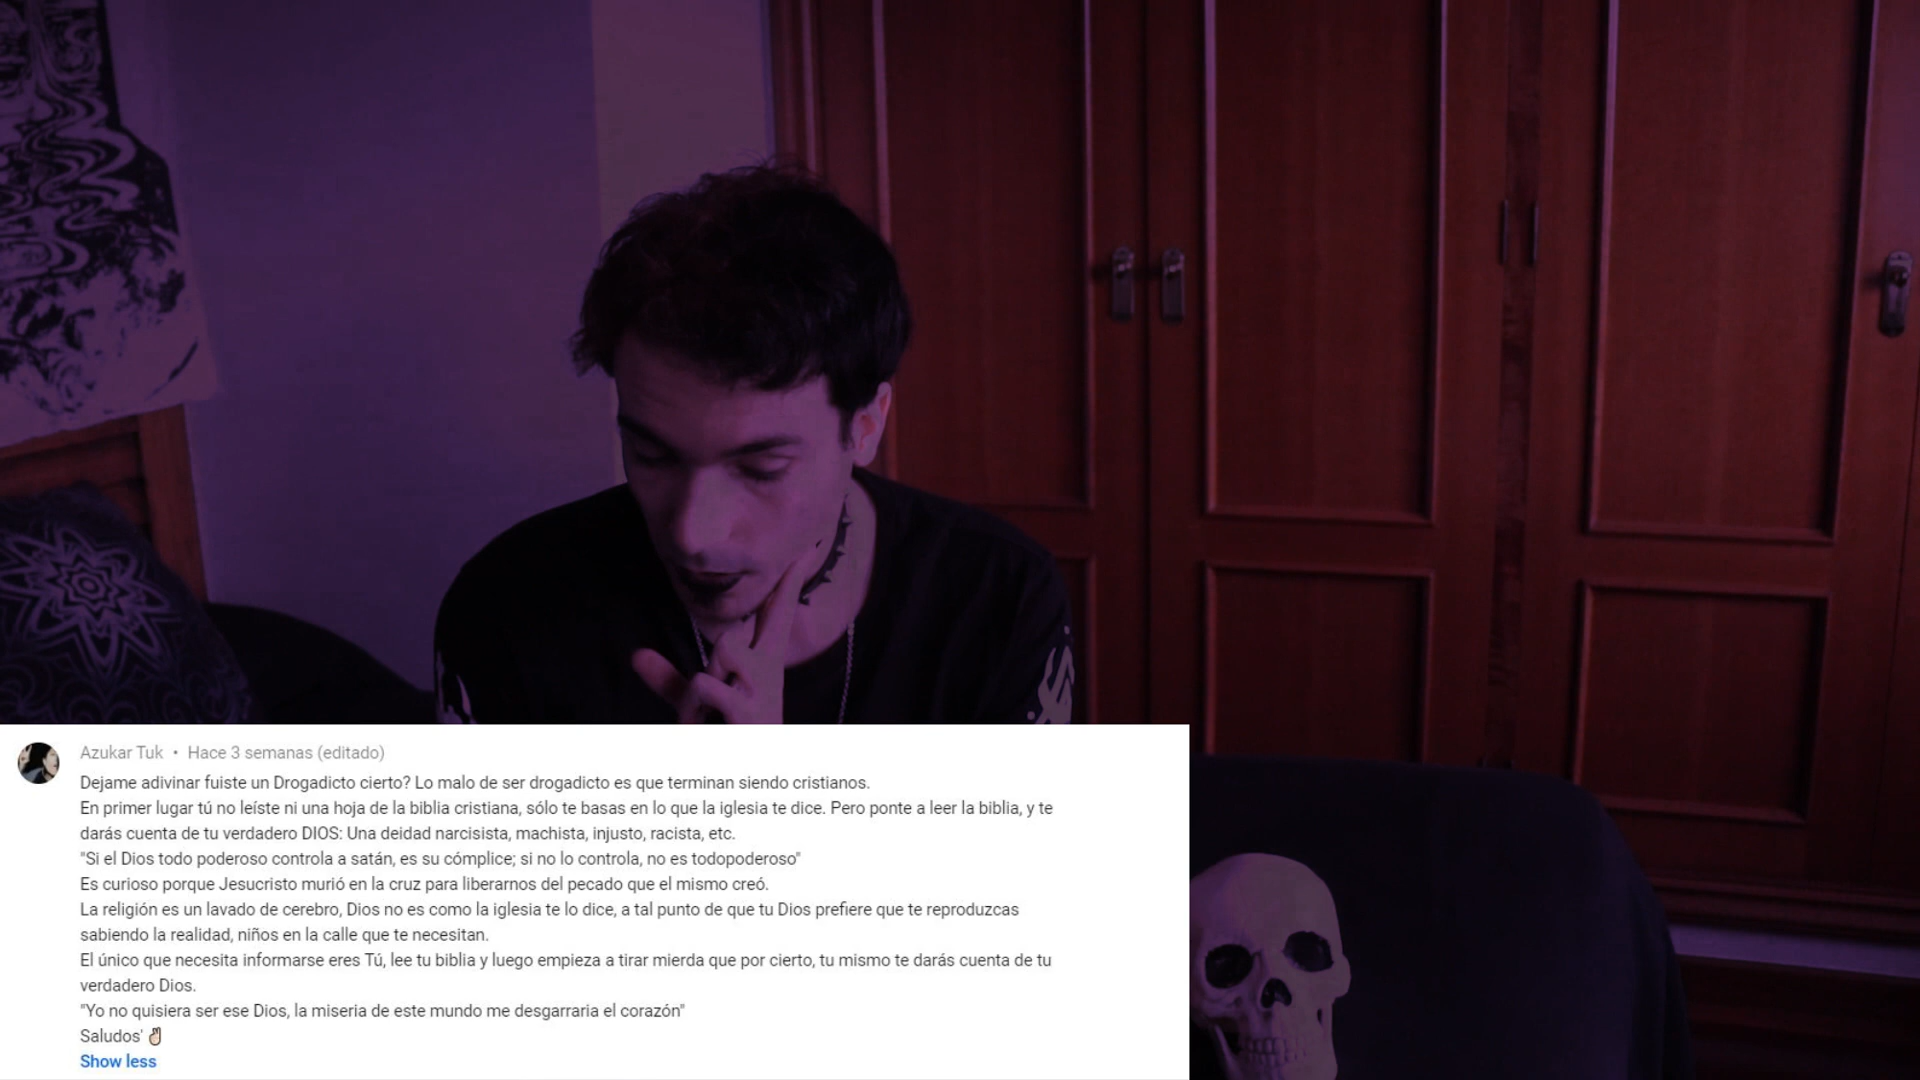 Azukar Tuk • Hace 3 semanas (editado)
Dejame adivinar fuiste un Drogadicto cierto? Lo malo de ser drogadicto es que terminan siendo cristianos.
En primer lugar tú no leíste ni una hoja de la biblia cristiana, sólo te basas en lo que la iglesia te dice. Pero ponte a leer la biblia, y te
darás cuenta de tu verdadero DIOS: Una deidad narcisista, machista, injusto, racista, etc.
"Si el Dios todo poderoso controla a satán, es su cómplice; si no lo controla, no es todopoderoso"
Es curioso porque Jesucristo murió en la cruz para liberarnos del pecado que el mismo creó.
La religión es un lavado de cerebro, Dios no es como la iglesia te lo dice, a tal punto de que tu Dios prefiere que te reproduzcas
sabiendo la realidad, niños en la calle que te necesitan.
El único que necesita informarse eres Tú, lee tu biblia y luego empieza a tirar mierda que por cierto, tu mismo te darás cuenta de tu
verdadero Dios.
"Yo no quisiera ser ese Dios, la miseria de este mundo me desgarraria el corazón"
Saludos' ✌🏻
Show less